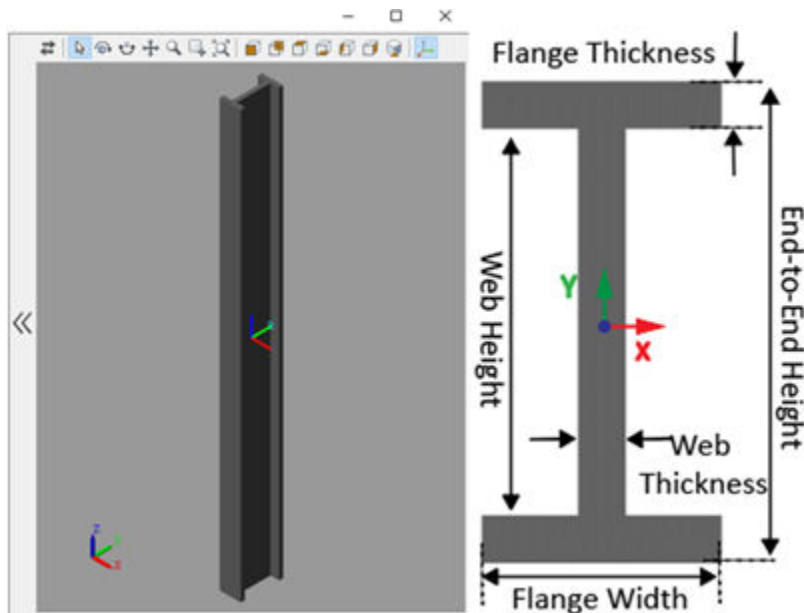 Flange Thickness
End-to-End Height
Web Height
Y
X
Web
Thickness
Flange Width
z
x